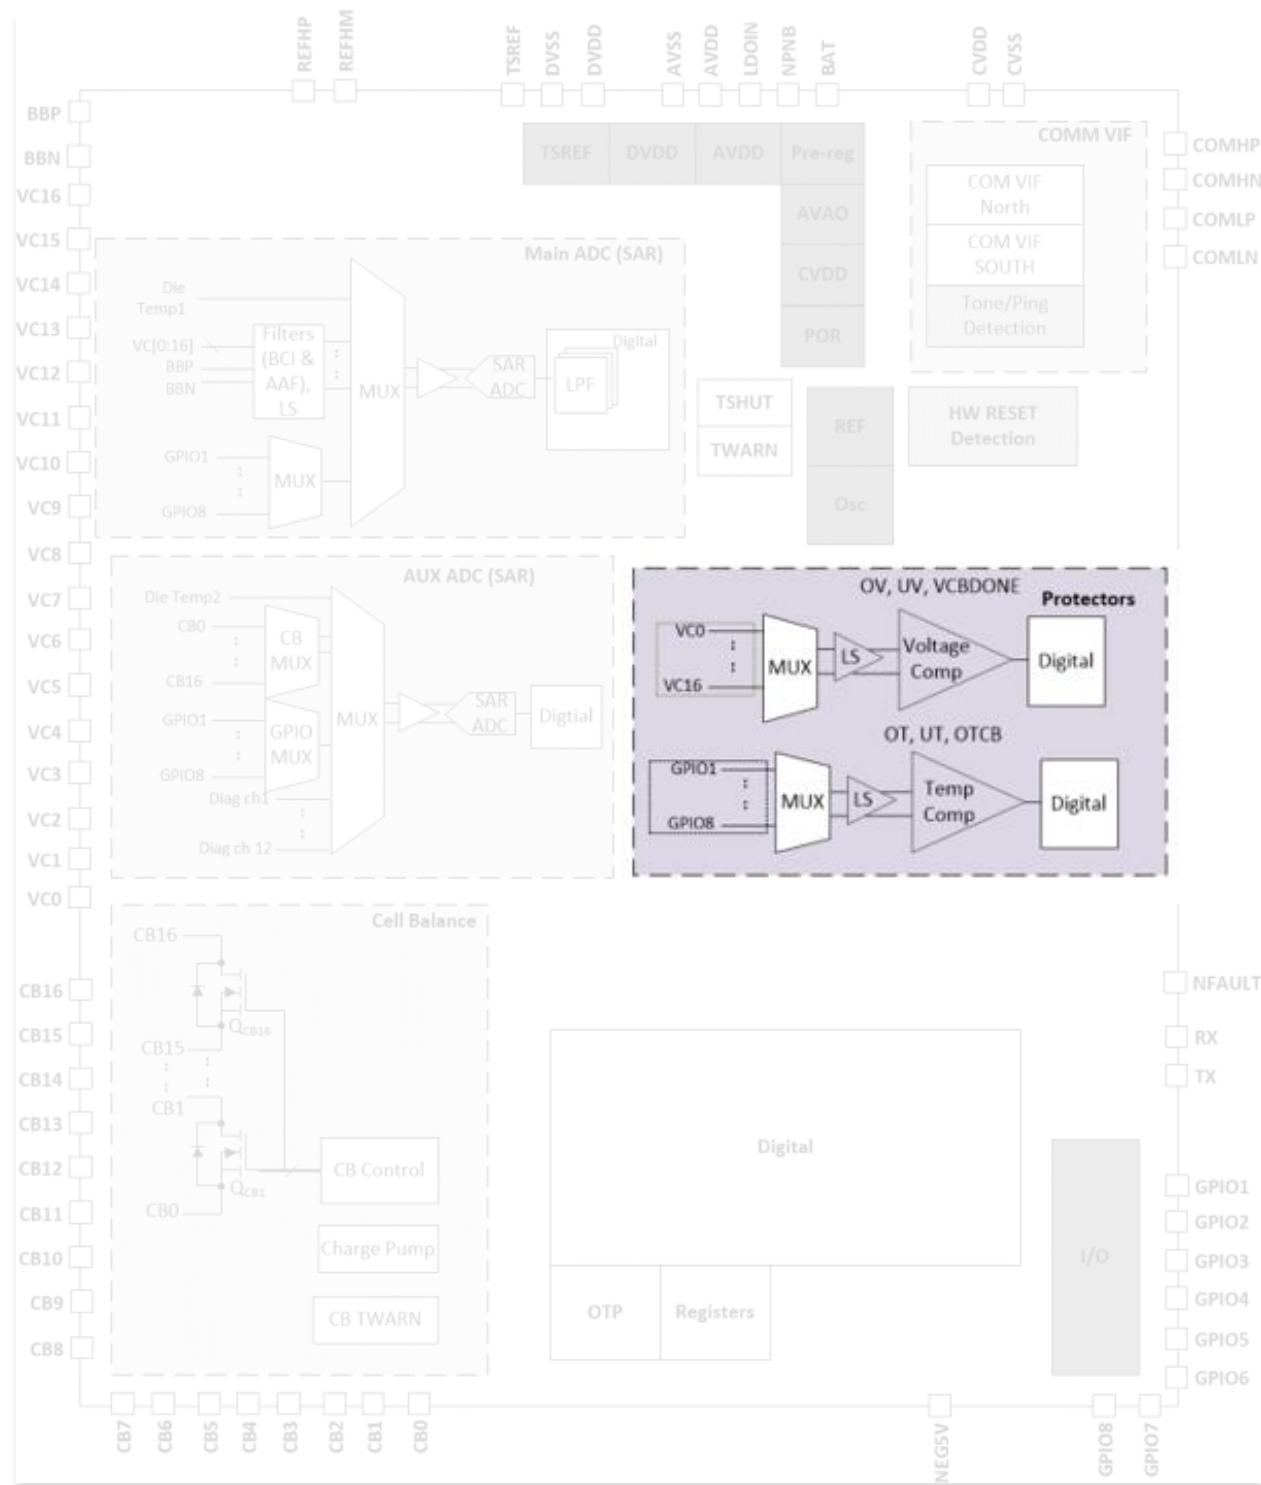 REFHP
REFHM
TSREF
DVSS
DVDD
AVSS
AVDD
LDOIN
NPNB
BAT
CVDD
CVSS
BBP
BBN
VC16
VC15
VC14
VC13
VC12
VC11
VC10
VC9
VC8
VC7
VC6
VC5
VC4
VC3
VC2
VC1
VC0
CB16
CB15
CB14
CB13
CB12
CB11
CB10
CB9
CB8
TSREF
DVDD
AVDD
Pre-reg
AVAO
CVDD
POR
COMM VIF
COM VIF
North
COM VIF
SOUTH
Tone/Ping
Detection
COMHP
COMHN
COMLP
COMLN
Main ADC (SAR)
Die
Temp1
VC[0:16]
BBP
BBN
Filters
(BCI &
AAF),
LS
GPIO1
:
:
GPIO8
MUX
:
:
MUX
SAR
ADC
Digital
LPF
TSHUT
TWARN
REF
Osc
HW RESET
Detection
AUX ADC (SAR)
Die Temp2
CB0
:
:
CB16
CB
MUX
GPIO1
:
:
GPIO8
GPIO
MUX
Diag ch1
:
:
Diag ch 12
MUX
SAR
ADC
Digtial
OV, UV, VCBDONE
Protectors
VC0
:
:
VC16
MUX
LS
Voltage
Comp
Digital
OT, UT, OTCB
GPIO1
:
:
GPIO8
MUX
LS
Temp
Comp
Digital
Cell Balance
CB16
QCB16
CB15
: :
: :
CB1
QCB1
CB0
CB Control
Charge Pump
CB TWARN
Digital
OTP
Registers
I/O
NFAULT
RX
TX
GPIO1
GPIO2
GPIO3
GPIO4
GPIO5
GPIO6
CB7
CB6
CB5
CB4
CB3
CB2
CB1
CB0
NEG5V
GPIO8
GPIO7